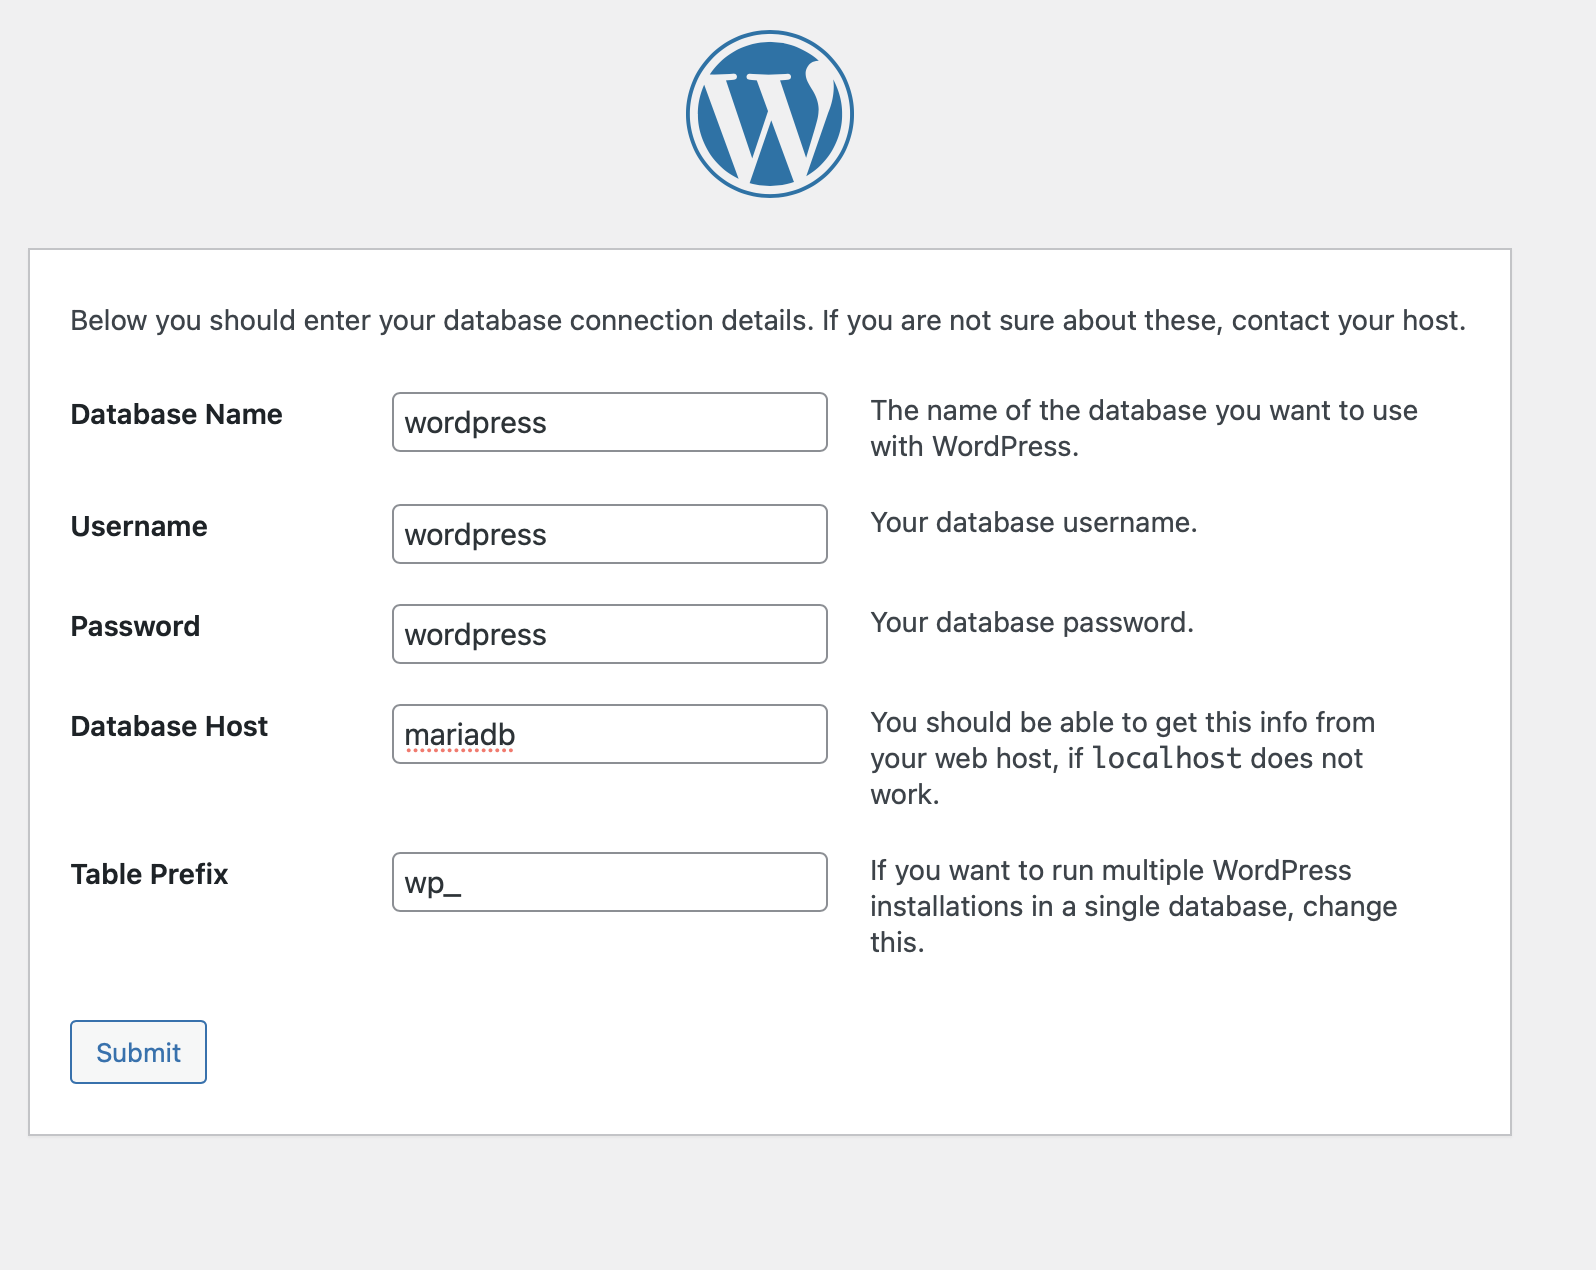 Below you should enter your database connection details. If you are not sure about these, contact your host.
Database Name
wordpress
The name of the database you want to use
with WordPress.
Username
wordpress
Your database username.
Password
wordpress
Your database password.
Database Host
mariadb
You should be able to get this info from
your web host, if localhost does not
work.
Table Prefix
wp_
If you want to run multiple WordPress
installations in a single database, change
this.
Submit